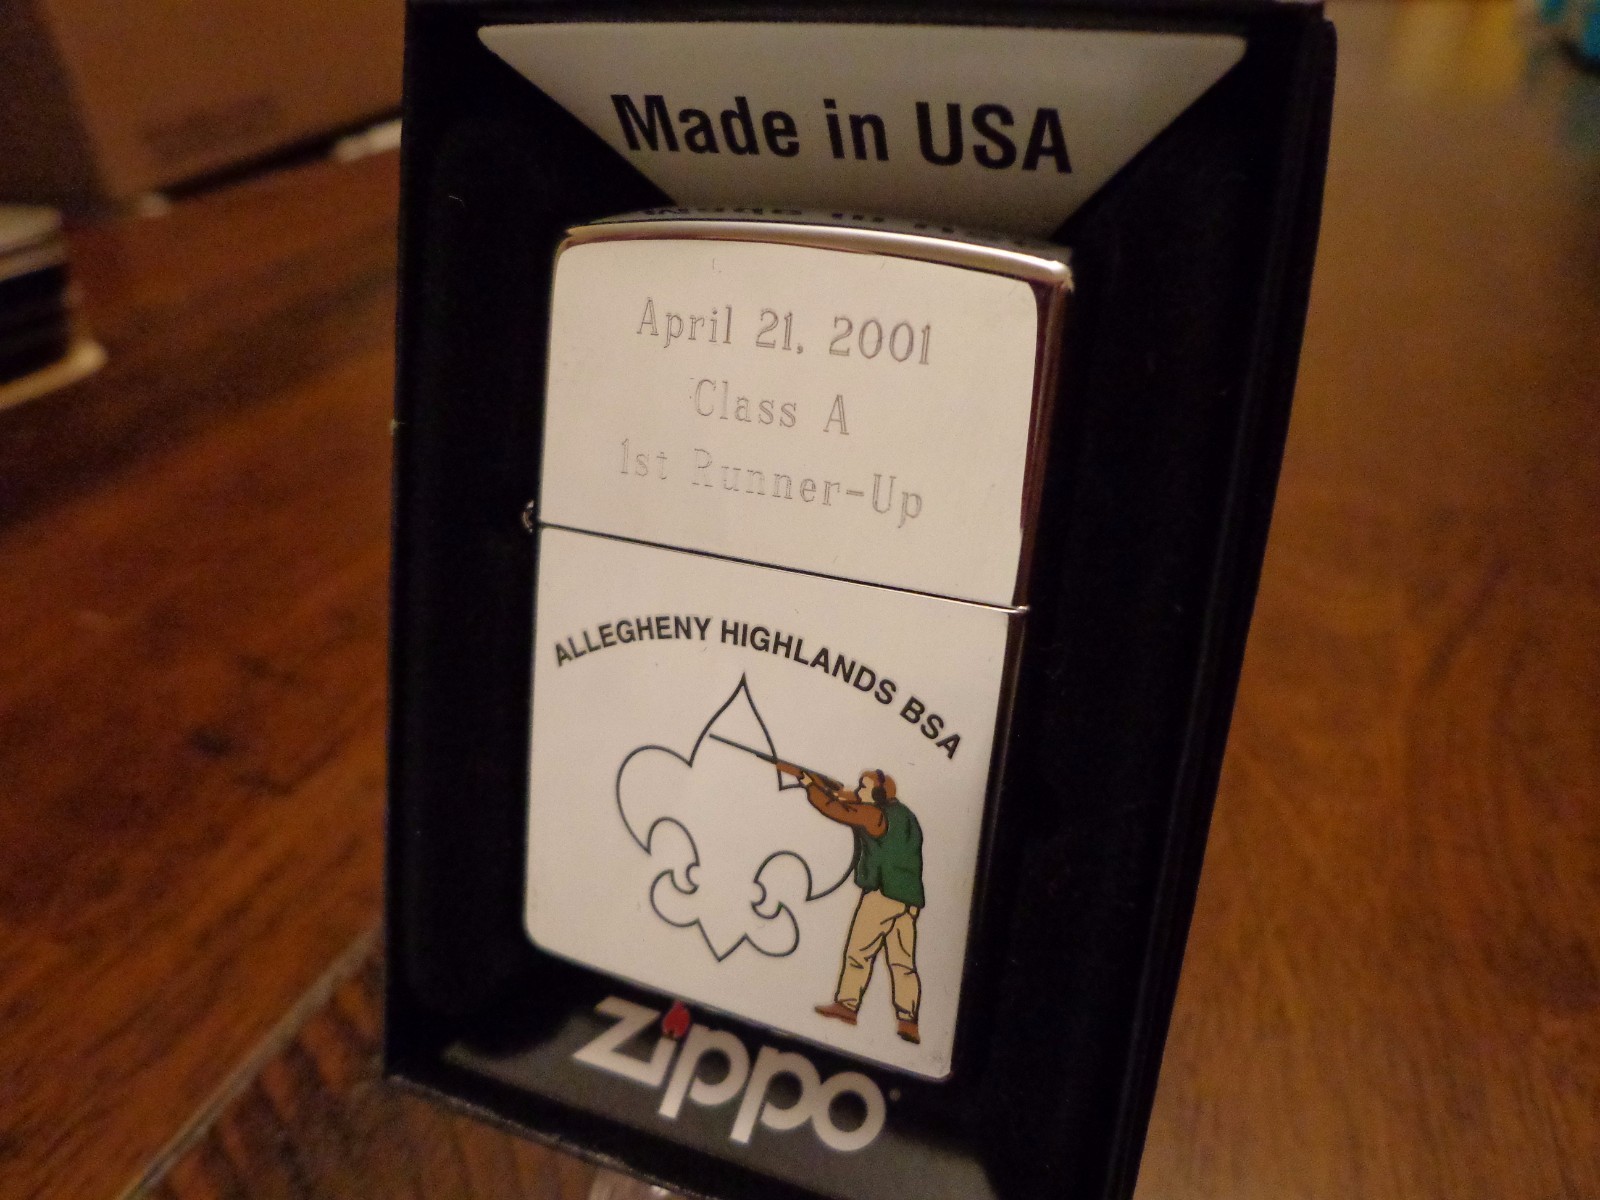 Made in USA
April 21, 2001
Class A
1st Runner-Up
ALLEGHENY HIGHLANDS BSA
Zippo